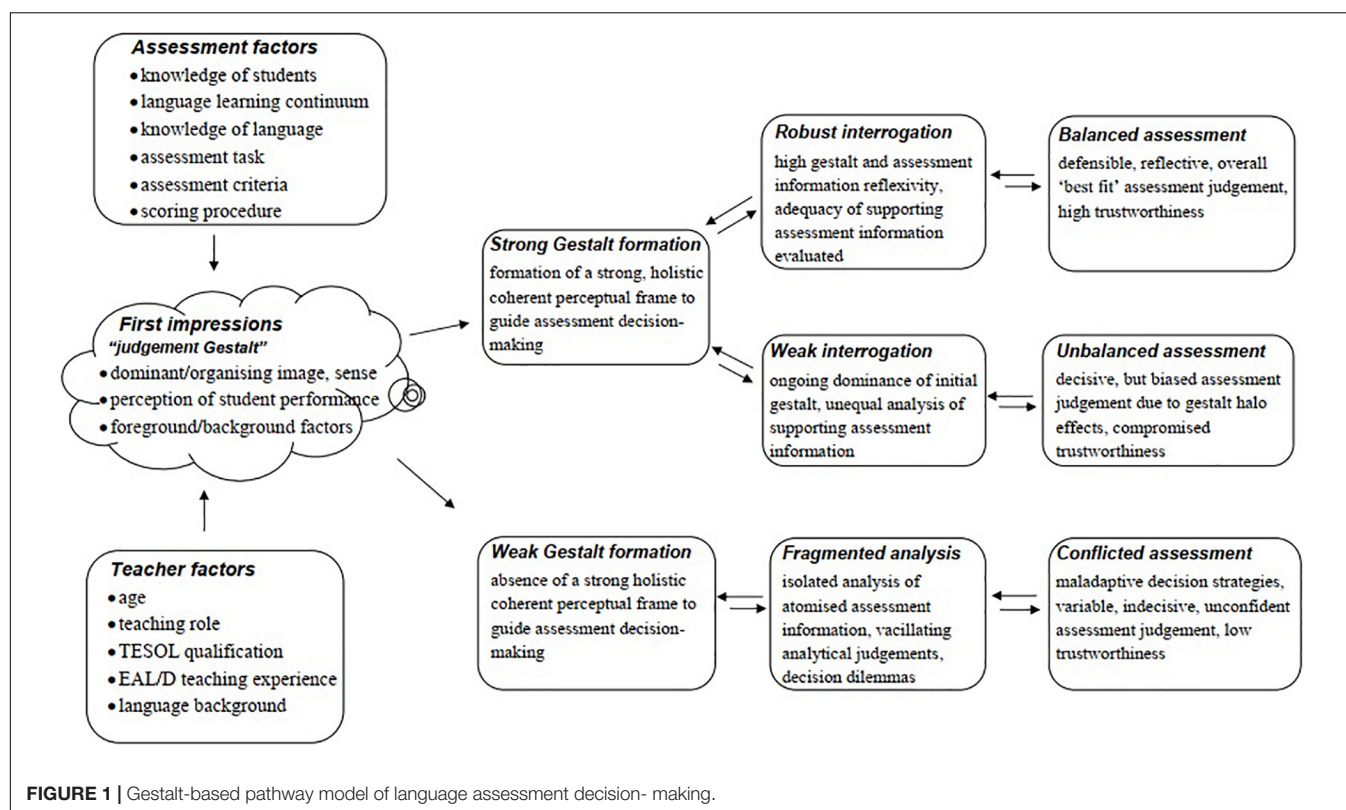 Assessment factors
• knowledge of students
• language learning continuum
• knowledge of language
• assessment task
• assessment criteria
• scoring procedure
First impressions
“judgement Gestalt”
• dominant/organising image, sense
• perception of student performance
• foreground/background factors
Teacher factors
• age
• teaching role
• TESOL qualification
• EAL/D teaching experience
• language background
Strong Gestalt formation
formation of a strong, holistic
coherent perceptual frame to
guide assessment decision-
making
Robust interrogation
high gestalt and assessment
information reflexivity,
adequacy of supporting
assessment information
evaluated
Balanced assessment
defensible, reflective, overall
‘best fit’ assessment judgement,
high trustworthiness
Weak interrogation
ongoing dominance of initial
gestalt, unequal analysis of
supporting assessment
information
Unbalanced assessment
decisive, but biased assessment
judgement due to gestalt halo
effects, compromised
trustworthiness
Weak Gestalt formation
absence of a strong holistic
coherent perceptual frame to
guide assessment decision-
making
Fragmented analysis
isolated analysis of
atomised assessment
information, vacillating
analytical judgements,
decision dilemmas
Conflicted assessment
maladaptive decision strategies,
variable, indecisive, unconfident
assessment judgement, low
trustworthiness
FIGURE 1 | Gestalt-based pathway model of language assessment decision- making.